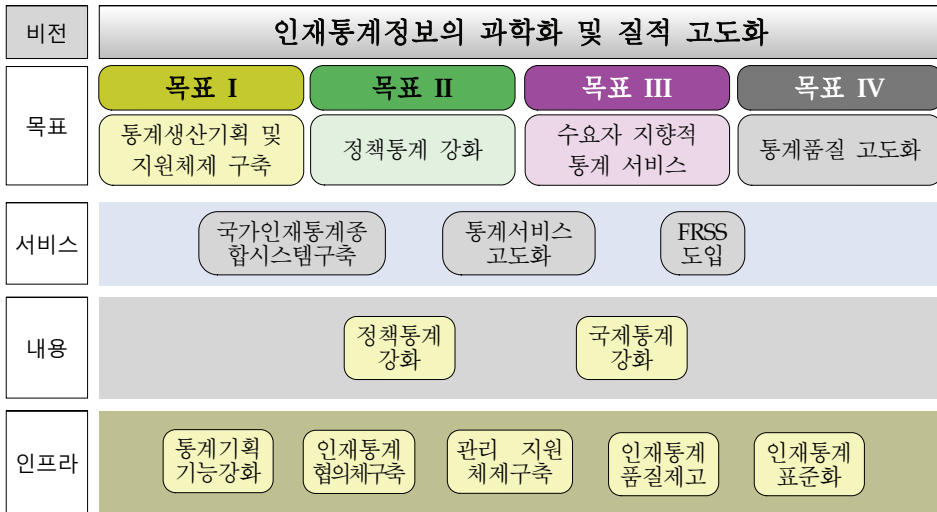 비전
인재통계정보의 과학화 및 질적 고도화
목표
목표 I
목표 II
목표 III
목표 IV
통계생산기획 및
지원체제 구축
정책통계 강화
수요자 지향적
통계 서비스
통계품질 고도화
서비스
국가인재통계종
합시스템구축
통계서비스
고도화
FRSS
도입
내용
정책통계
강화
국제통계
강화
인프라
통계기획
기능강화
인재통계
협의체구축
관리 지원
체제구축
인재통계
품질제고
인재통계
표준화